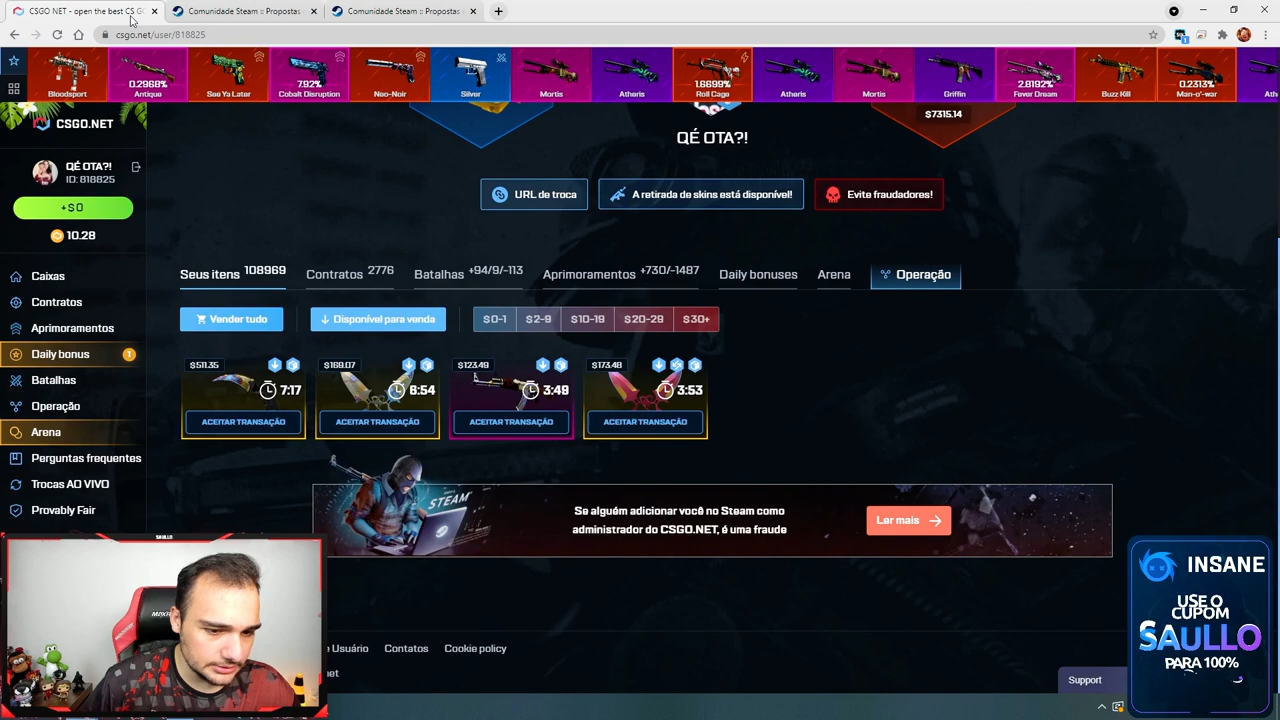 CSGO NET - open the best CS GO
Comunidade Steam :: Propostas
Comunidade Steam :: Propostas
csgo.net/user/818825
Bloodsport
0.2968%
Antique
See Ya Later
7.92%
Cobalt Disruption
Neo-Noir
Silver
Mortis
Atheris
1.6699%
Roll Cage
Atheris
Mortis
Griffin
2.8192%
Fever Dream
Buzz Kill
0.2313%
Man-o'-war
Ath
CSGO.NET
$7315.14
QÉ OTA?!
QÉ OTA?!
ID: 818825
+$0
10.28
URL de troca
A retirada de skins está disponível!
Evite fraudadores!
Seus itens 108969
Contratos 2776
Batalhas +94/9/-113
Aprimoramentos +730/-1487
Daily bonuses
Arena
Operação
Caixas
Contratos
Aprimoramentos
Daily bonus 1
Batalhas
Operação
Arena
Perguntas frequentes
Trocas AO VIVO
Provably Fair
Vender tudo
Disponível para venda
$0-1
$2-9
$10-19
$20-29
$30+
$511.35
7:17
ACEITAR TRANSAÇÃO
$169.07
6:54
ACEITAR TRANSAÇÃO
$123.49
3:49
ACEITAR TRANSAÇÃO
$173.48
3:53
ACEITAR TRANSAÇÃO
STEAM
Se alguém adicionar você no Steam como
administrador do CSGO.NET, é uma fraude
Ler mais
SAULLO
INSANE
USE O
CUPOM
SAULLO
PARA 100%
Usuário
Contatos
Cookie policy
net
Support